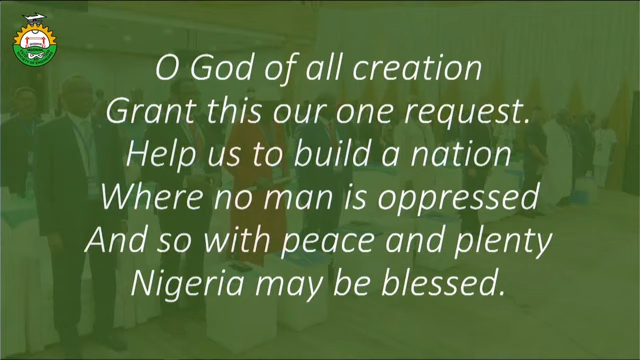 O God of all creation
Grant this our one request.
Help us to build a nation
Where no man is oppressed
And so with peace and plenty
Nigeria may be blessed.